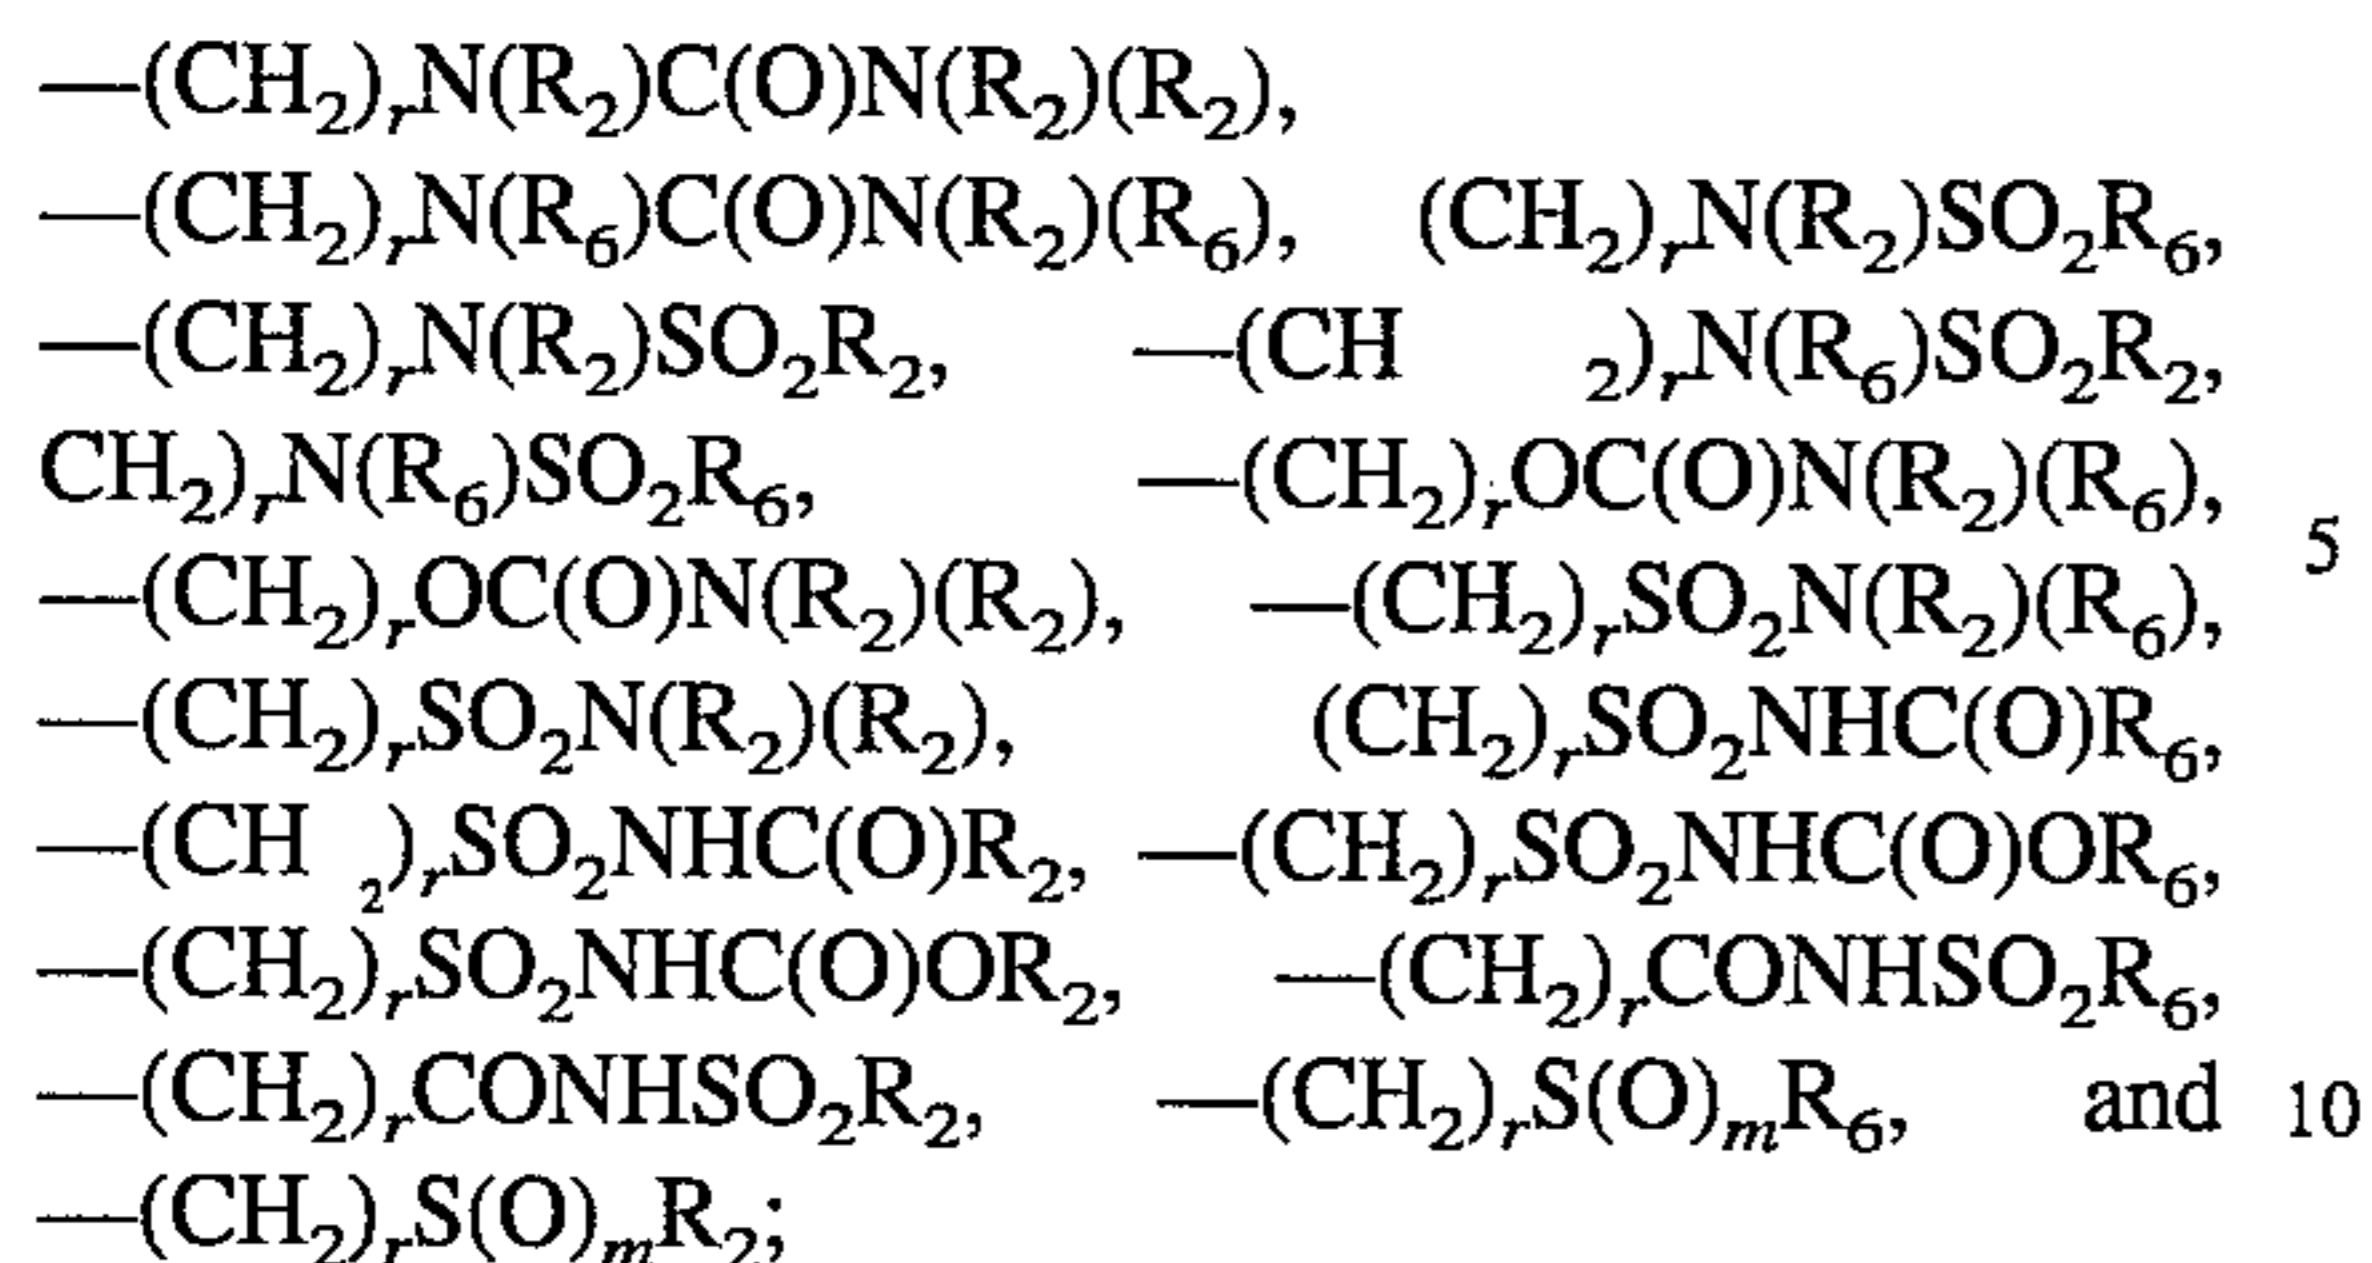 —(CH₂)ᵣN(R₂)C(O)N(R₂)(R₂),
—(CH₂)ᵣN(R₆)C(O)N(R₂)(R₆), (CH₂)ᵣN(R₂)SO₂R₆,
—(CH₂)ᵣN(R₂)SO₂R₂, —(CH ₂)ᵣN(R₆)SO₂R₂,
CH₂)ᵣN(R₆)SO₂R₆, —(CH₂)ᵣOC(O)N(R₂)(R₆), 5
—(CH₂)ᵣOC(O)N(R₂)(R₂), —(CH₂)ᵣSO₂N(R₂)(R₆),
—(CH₂)ᵣSO₂N(R₂)(R₂), (CH₂)ᵣSO₂NHC(O)R₆,
—(CH ₂)ᵣSO₂NHC(O)R₂, —(CH₂)ᵣSO₂NHC(O)OR₆,
—(CH₂)ᵣSO₂NHC(O)OR₂, —(CH₂)ᵣCONHSO₂R₆,
—(CH₂)ᵣCONHSO₂R₂, —(CH₂)ᵣS(O)ₘR₆, and 10
—(CH₂)ᵣS(O)ₘR₂;